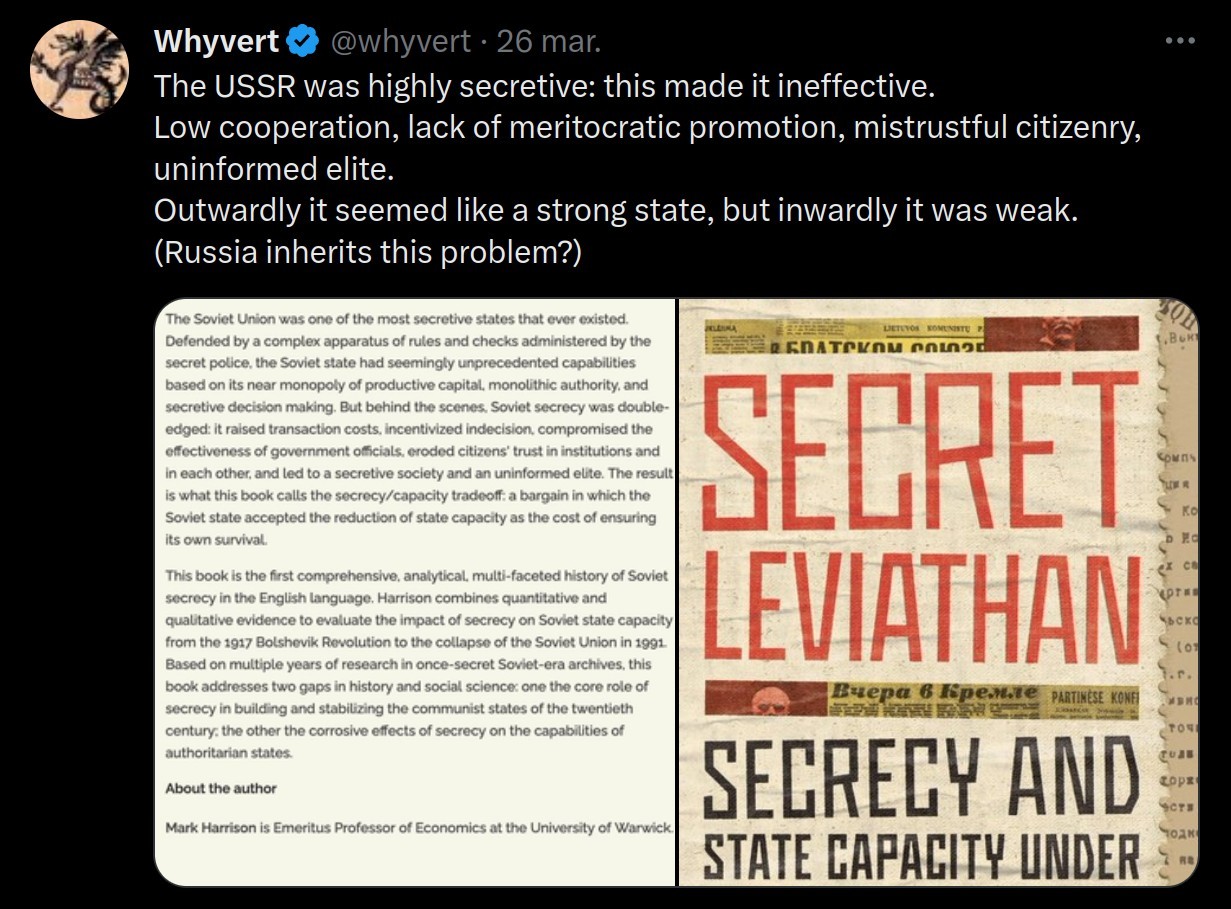 Whyvert @whyvert · 26 mar.
The USSR was highly secretive: this made it ineffective.
Low cooperation, lack of meritocratic promotion, mistrustful citizenry,
uninformed elite.
Outwardly it seemed like a strong state, but inwardly it was weak.
(Russia inherits this problem?)
The Soviet Union was one of the most secretive states that ever existed.
Defended by a complex apparatus of rules and checks administered by the
secret police, the Soviet state had seemingly unprecedented capabilities
based on its near monopoly of productive capital, monolithic authority, and
secretive decision making. But behind the scenes, Soviet secrecy was double-
edged: it raised transaction costs, incentivized indecision, compromised the
effectiveness of government officials, eroded citizens' trust in institutions and
in each other, and led to a secretive society and an uninformed elite. The result
is what this book calls the secrecy/capacity tradeoff: a bargain in which the
Soviet state accepted the reduction of state capacity as the cost of ensuring
its own survival.
This book is the first comprehensive, analytical, multi-faceted history of Soviet
secrecy in the English language. Harrison combines quantitative and
qualitative evidence to evaluate the impact of secrecy on Soviet state capacity
from the 1917 Bolshevik Revolution to the collapse of the Soviet Union in 1991.
Based on multiple years of research in once-secret Soviet-era archives, this
book addresses two gaps in history and social science: one the core role of
secrecy in building and stabilizing the communist states of the twentieth
century; the other the corrosive effects of secrecy on the capabilities of
authoritarian states.
About the author
Mark Harrison is Emeritus Professor of Economics at the University of Warwick.
LIETUVOS KOMUNISTŲ
БРАТСКОМ СОЮЗЕ
SECRET
LEVIATHAN
Вчера в Кремле
PARTINĖSE
SECRECY AND
STATE CAPACITY UNDER